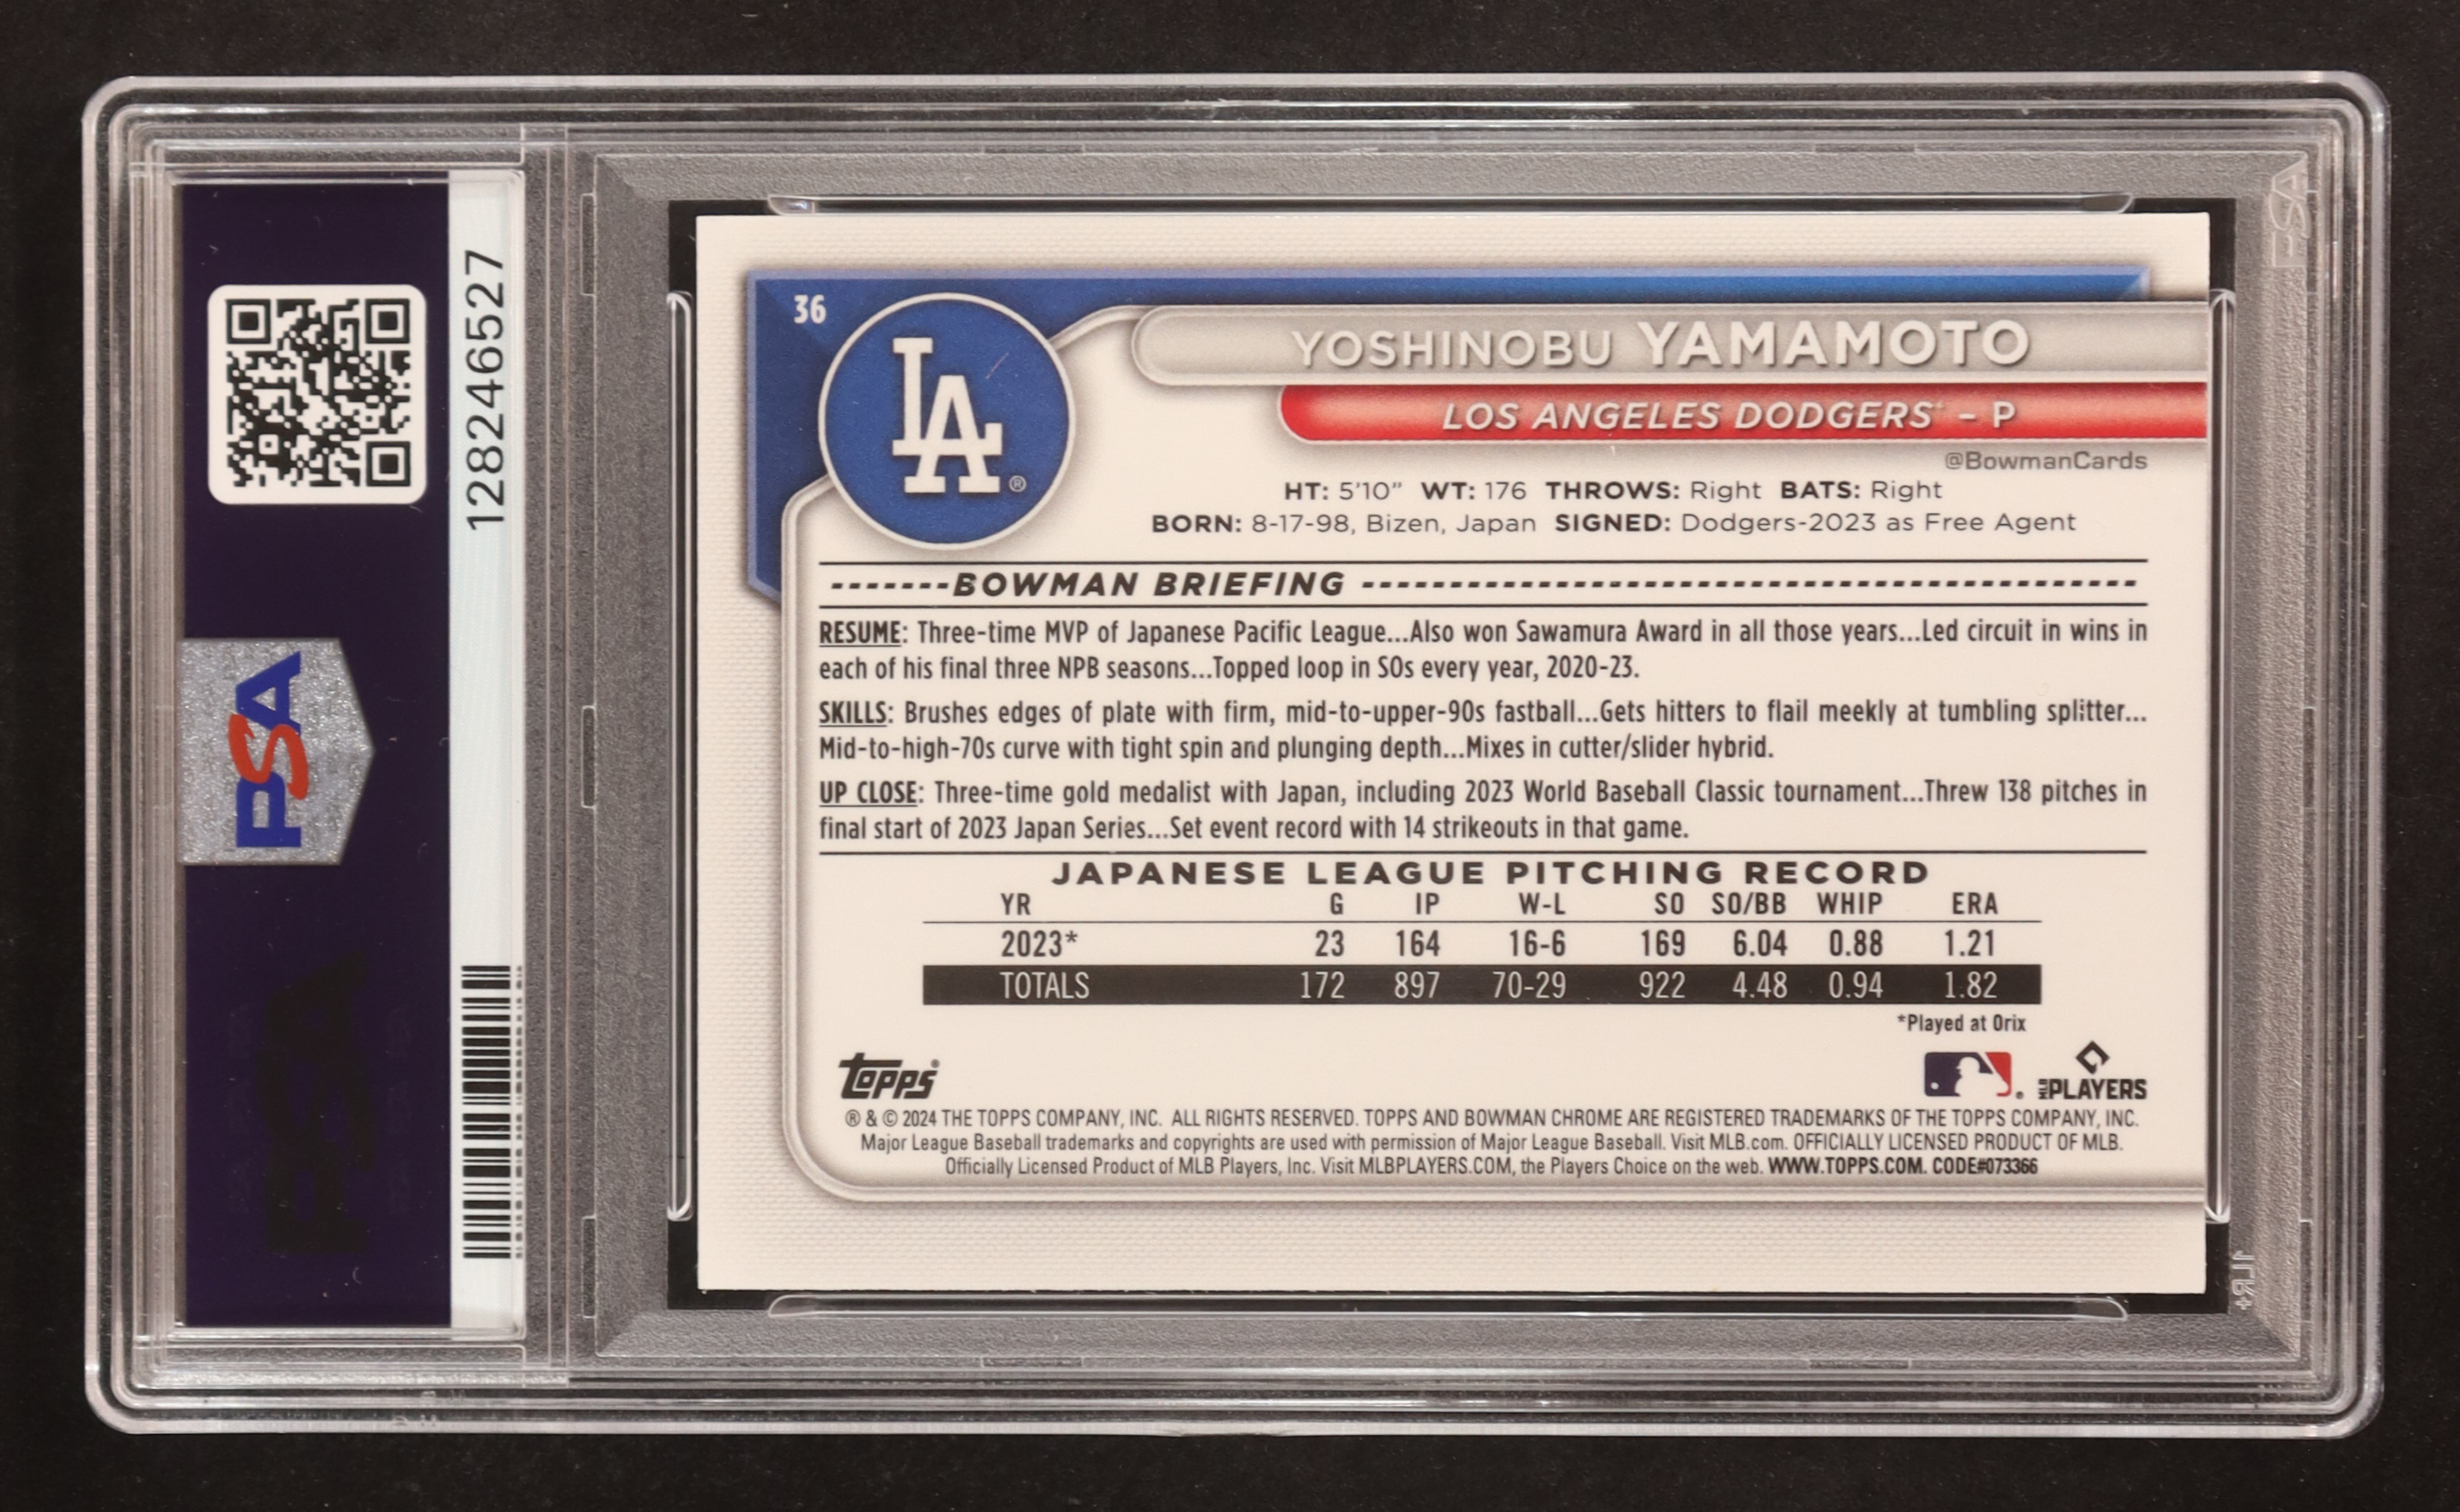 128246527
PSA
36
LA®
YOSHINOBU YAMAMOTO
LOS ANGELES DODGERS – P
@BowmanCards
HT: 5'10" WT: 176 THROWS: Right BATS: Right
BORN: 8-17-98, Bizen, Japan SIGNED: Dodgers-2023 as Free Agent
-------BOWMAN BRIEFING --------------------------------------------
RESUME: Three-time MVP of Japanese Pacific League...Also won Sawamura Award in all those years...Led circuit in wins in
each of his final three NPB seasons...Topped loop in SOs every year, 2020-23.
SKILLS: Brushes edges of plate with firm, mid-to-upper-90s fastball...Gets hitters to flail meekly at tumbling splitter...
Mid-to-high-70s curve with tight spin and plunging depth...Mixes in cutter/slider hybrid.
UP CLOSE: Three-time gold medalist with Japan, including 2023 World Baseball Classic tournament...Threw 138 pitches in
final start of 2023 Japan Series...Set event record with 14 strikeouts in that game.
JAPANESE LEAGUE PITCHING RECORD
YR G IP W-L SO SO/BB WHIP ERA
2023* 23 164 16-6 169 6.04 0.88 1.21
TOTALS 172 897 70-29 922 4.48 0.94 1.82
*Played at Orix
topps®
MLB PLAYERS
® & © 2024 THE TOPPS COMPANY, INC. ALL RIGHTS RESERVED. TOPPS AND BOWMAN CHROME ARE REGISTERED TRADEMARKS OF THE TOPPS COMPANY, INC.
Major League Baseball trademarks and copyrights are used with permission of Major League Baseball. Visit MLB.com. OFFICIALLY LICENSED PRODUCT OF MLB.
Officially Licensed Product of MLB Players, Inc. Visit MLBPLAYERS.COM, the Players Choice on the web. WWW.TOPPS.COM. CODE#073366
PSA